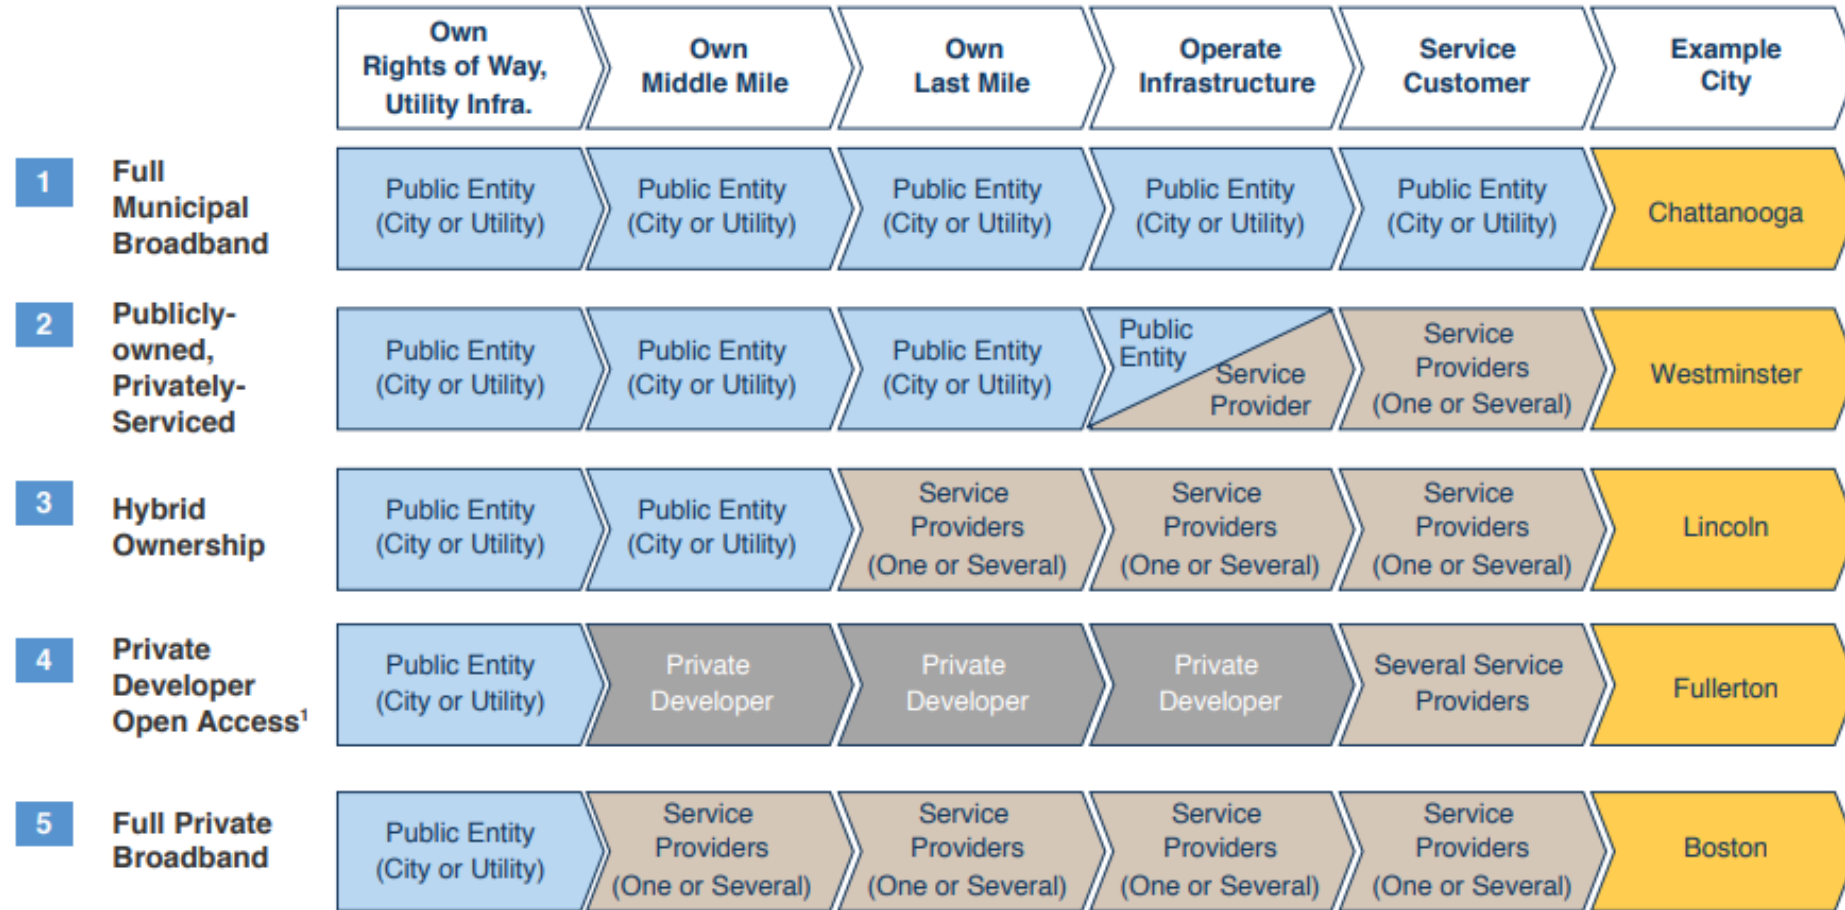 Own
Rights of Way,
Utility Infra.
Own
Middle Mile
Own
Last Mile
Operate
Infrastructure
Service
Customer
Example
City
1
Full
Municipal
Broadband
Public Entity
(City or Utility)
Public Entity
(City or Utility)
Public Entity
(City or Utility)
Public Entity
(City or Utility)
Public Entity
(City or Utility)
Chattanooga
2
Publicly-
owned,
Privately-
Serviced
Public Entity
(City or Utility)
Public Entity
(City or Utility)
Public Entity
(City or Utility)
Public
Entity
Service
Provider
Service
Providers
(One or Several)
Westminster
3
Hybrid
Ownership
Public Entity
(City or Utility)
Public Entity
(City or Utility)
Service
Providers
(One or Several)
Service
Providers
(One or Several)
Service
Providers
(One or Several)
Lincoln
4
Private
Developer
Open Access¹
Public Entity
(City or Utility)
Private
Developer
Private
Developer
Private
Developer
Several Service
Providers
Fullerton
5
Full Private
Broadband
Public Entity
(City or Utility)
Service
Providers
(One or Several)
Service
Providers
(One or Several)
Service
Providers
(One or Several)
Service
Providers
(One or Several)
Boston